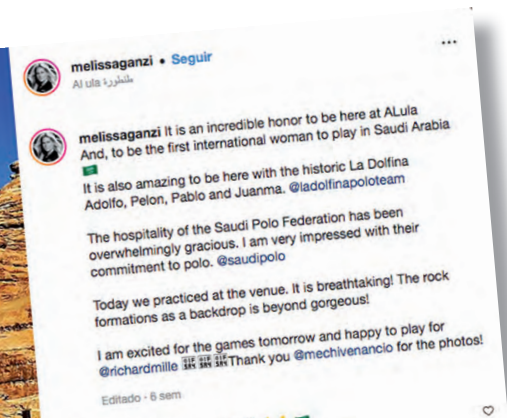 melissaganzi • Seguir
Al ula طنطورة
melissaganzi It is an incredible honor to be here at ALula
And, to be the first international woman to play in Saudi Arabia
🇸🇦
It is also amazing to be here with the historic La Dolfina
Adolfo, Pelon, Pablo and Juanma. @ladolfinapoloteam
The hospitality of the Saudi Polo Federation has been
overwhelmingly gracious. I am very impressed with their
commitment to polo. @saudipolo
Today we practiced at the venue. It is breathtaking! The rock
formations as a backdrop is beyond gorgeous!
I am excited for the games tomorrow and happy to play for
@richardmille Thank you @mechivenancio for the photos!
Editado · 6 sem